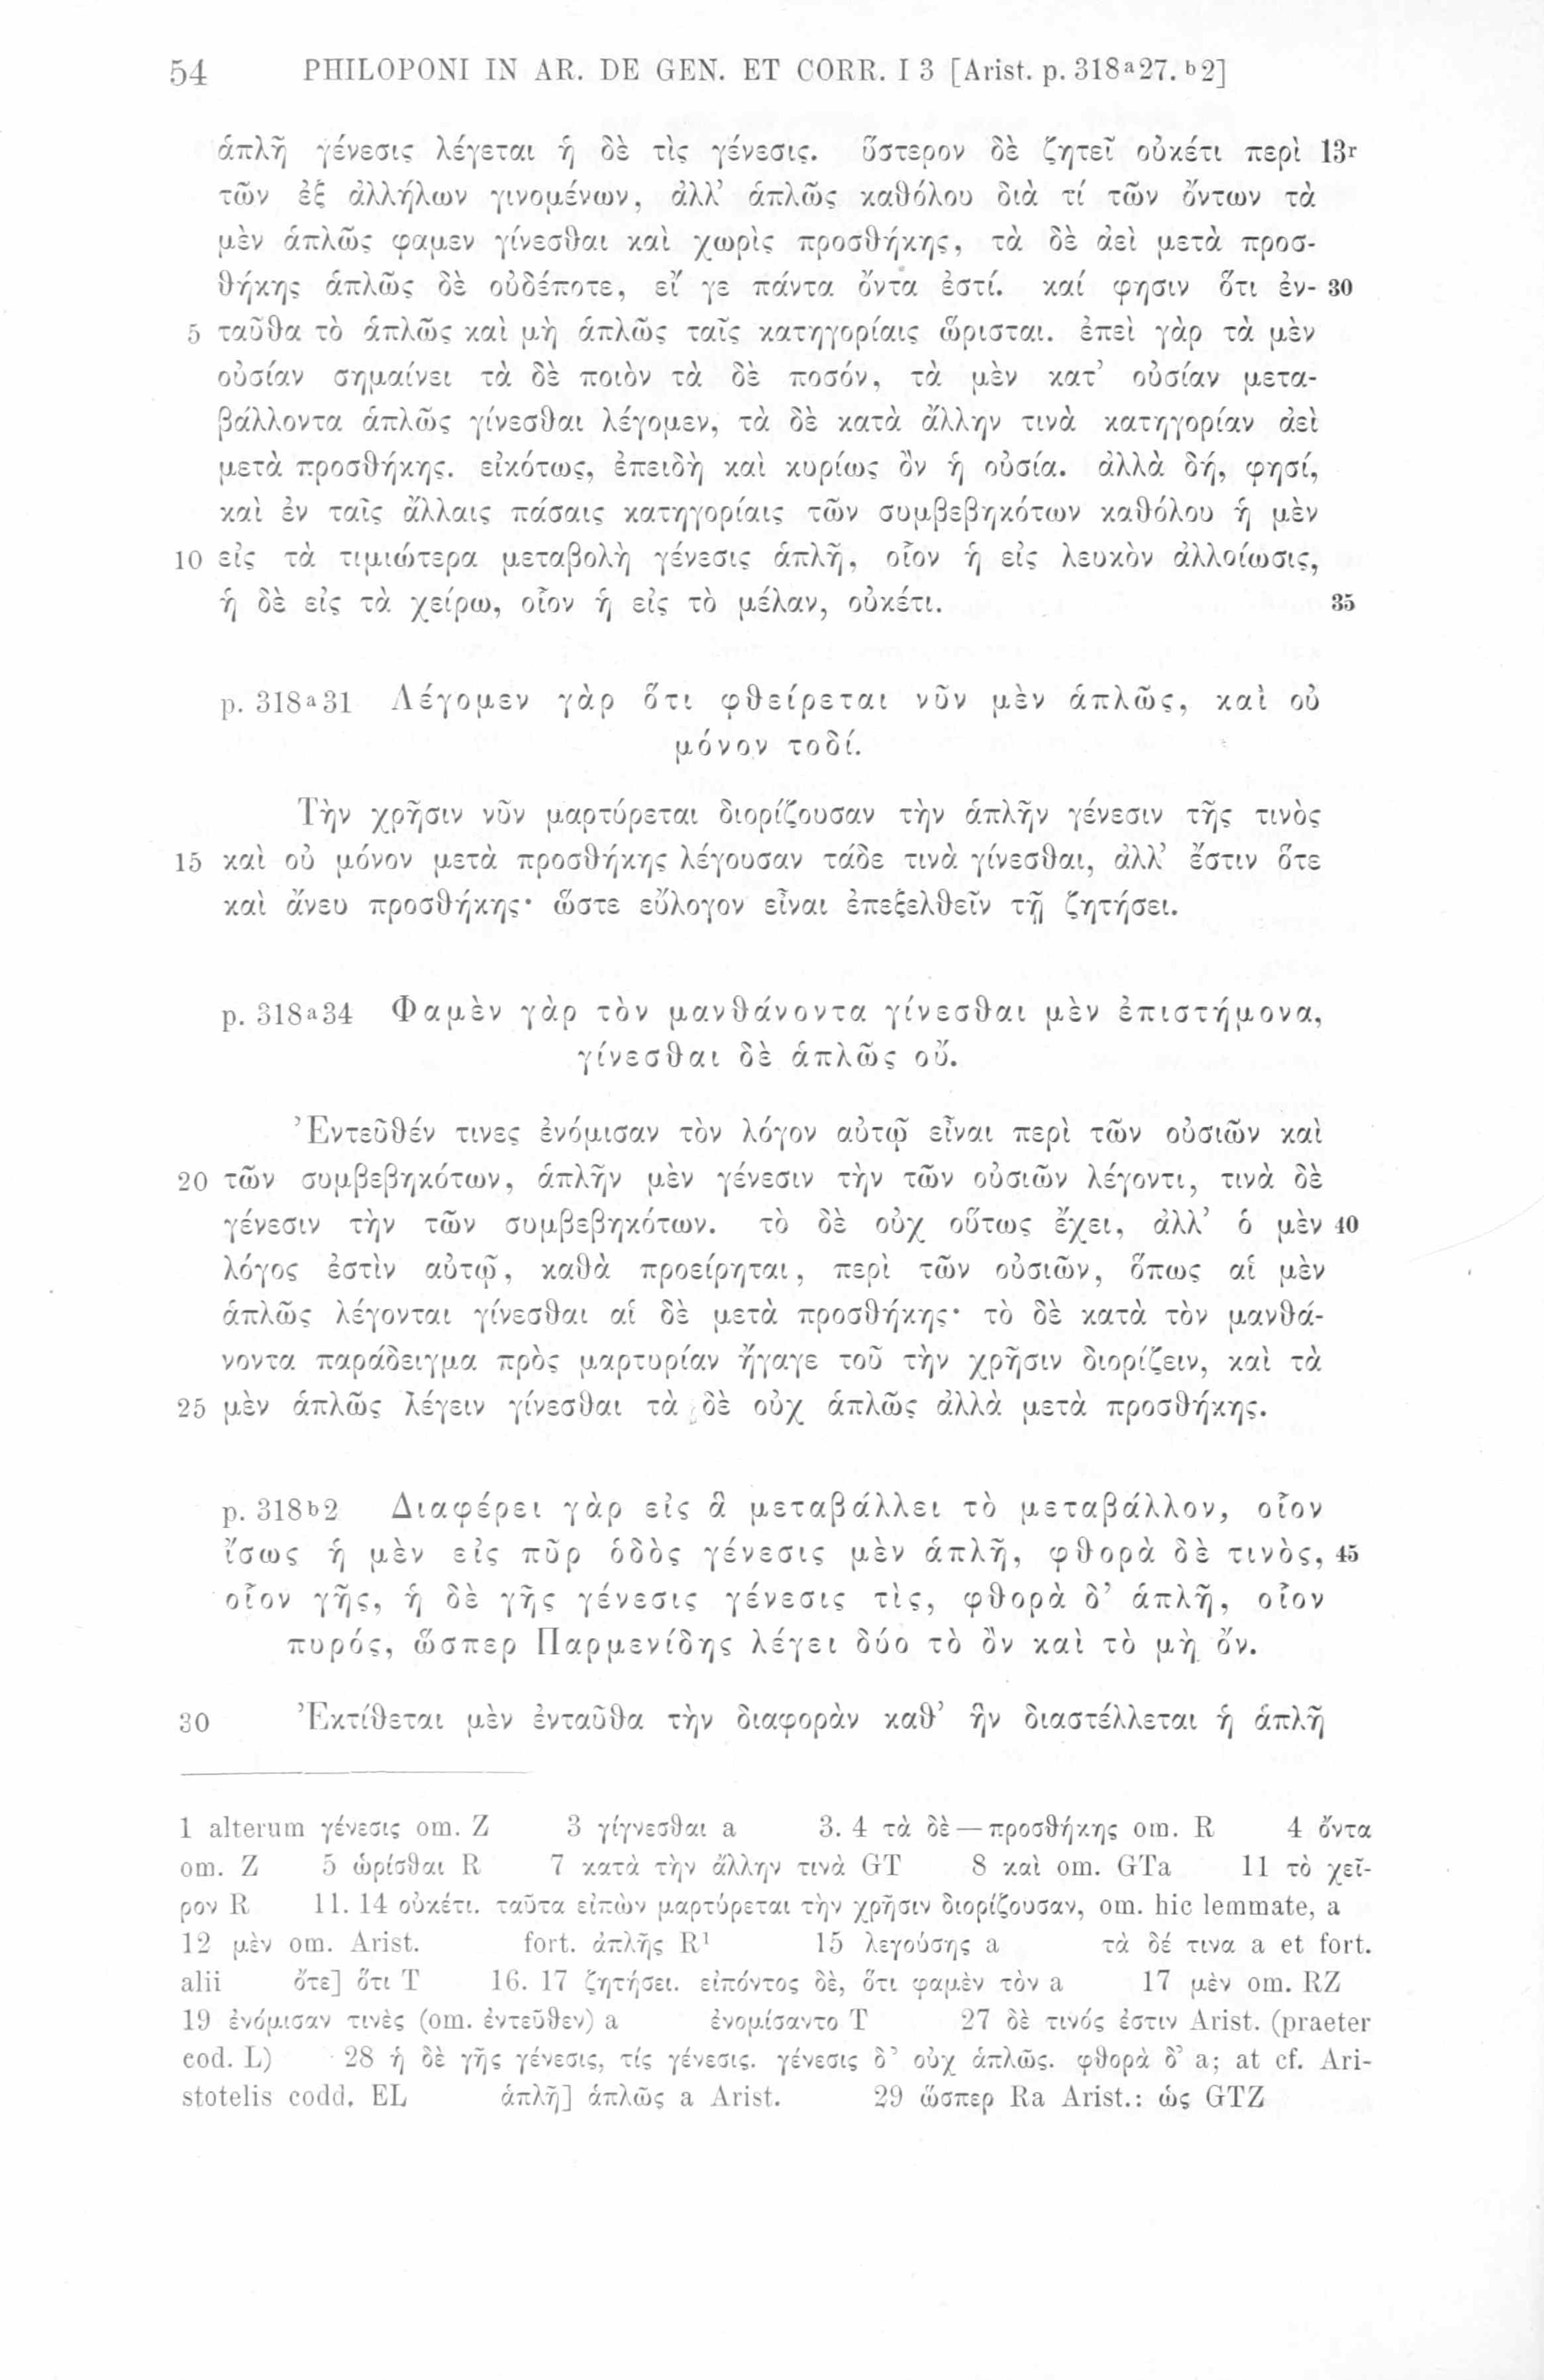 54 PHILOPONI IN AR. DE GEN. ET CORR. I 3 [Arist. p. 318a27. b2]
ἁπλῆ γένεσις λέγεται ἡ δὲ τὶς γένεσις. ὕστερον δὲ ζητεῖ οὐκέτι περὶ 13r
τῶν ἐξ ἀλλήλων γινομένων, ἀλλ’ ἁπλῶς καθόλου διὰ τί τῶν ὄντων τὰ
μὲν ἁπλῶς φαμεν γίνεσθαι καὶ χωρὶς προσθήκης, τὰ δὲ ἀεὶ μετὰ προσ-
θήκης ἁπλῶς δὲ οὐδέποτε, εἴ γε πάντα ὄντα ἐστί. καί φησιν ὅτι ἐν- 30
5 ταῦθα τὸ ἁπλῶς καὶ μὴ ἁπλῶς ταῖς κατηγορίαις ὥρισται. ἐπεὶ γὰρ τὰ μὲν
οὐσίαν σημαίνει τὰ δὲ ποιὸν τὰ δὲ ποσόν, τὰ μὲν κατ’ οὐσίαν μετα-
βάλλοντα ἁπλῶς γίνεσθαι λέγομεν, τὰ δὲ κατὰ ἄλλην τινὰ κατηγορίαν ἀεὶ
μετὰ προσθήκης. εἰκότως, ἐπειδὴ καὶ κυρίως ὂν ἡ οὐσία. ἀλλὰ δή, φησί,
καὶ ἐν ταῖς ἄλλαις πάσαις κατηγορίαις τῶν συμβεβηκότων καθόλου ἡ μὲν
10 εἰς τὰ τιμιώτερα μεταβολὴ γένεσις ἁπλῆ, οἷον ἡ εἰς λευκὸν ἀλλοίωσις,
ἡ δὲ εἰς τὰ χείρω, οἷον ἡ εἰς τὸ μέλαν, οὐκέτι. 35
p. 318a31 Λέγομεν γὰρ ὅτι φθείρεται νῦν μὲν ἁπλῶς, καὶ οὐ
μόνον τοδί.
Τὴν χρῆσιν νῦν μαρτύρεται διορίζουσαν τὴν ἁπλῆν γένεσιν τῆς τινὸς
15 καὶ οὐ μόνον μετὰ προσθήκης λέγουσαν τάδε τινὰ γίνεσθαι, ἀλλ’ ἔστιν ὅτε
καὶ ἄνευ προσθήκης· ὥστε εὔλογον εἶναι ἐπεξελθεῖν τῇ ζητήσει.
p. 318a34 Φαμὲν γὰρ τὸν μανθάνοντα γίνεσθαι μὲν ἐπιστήμονα,
γίνεσθαι δὲ ἁπλῶς οὔ.
Ἐντεῦθέν τινες ἐνόμισαν τὸν λόγον αὐτῷ εἶναι περὶ τῶν οὐσιῶν καὶ
20 τῶν συμβεβηκότων, ἁπλῆν μὲν γένεσιν τὴν τῶν οὐσιῶν λέγοντι, τινὰ δὲ
γένεσιν τὴν τῶν συμβεβηκότων. τὸ δὲ οὐχ οὕτως ἔχει, ἀλλ’ ὁ μὲν 40
λόγος ἐστὶν αὐτῷ, καθὰ προείρηται, περὶ τῶν οὐσιῶν, ὅπως αἱ μὲν
ἁπλῶς λέγονται γίνεσθαι αἱ δὲ μετὰ προσθήκης· τὸ δὲ κατὰ τὸν μανθά-
νοντα παράδειγμα πρὸς μαρτυρίαν ἤγαγε τοῦ τὴν χρῆσιν διορίζειν, καὶ τὰ
25 μὲν ἁπλῶς λέγειν γίνεσθαι τὰ δὲ οὐχ ἁπλῶς ἀλλὰ μετὰ προσθήκης.
p. 318b2 Διαφέρει γὰρ εἰς ἃ μεταβάλλει τὸ μεταβάλλον, οἷον
ἴσως ἡ μὲν εἰς πῦρ ὁδὸς γένεσις μὲν ἁπλῆ, φθορὰ δὲ τινὸς, 45
οἷον γῆς, ἡ δὲ γῆς γένεσις γένεσις τὶς, φθορὰ δ’ ἁπλῆ, οἷον
πυρός, ὥσπερ Παρμενίδης λέγει δύο τὸ ὂν καὶ τὸ μὴ ὄν.
30 Ἐκτίθεται μὲν ἐνταῦθα τὴν διαφορὰν καθ’ ἣν διαστέλλεται ἡ ἁπλῆ
1 alterum γένεσις om. Z 3 γίγνεσθαι a 3. 4 τὰ δὲ—προσθήκης om. R 4 ὄντα
om. Z 5 ὡρίσθαι R 7 κατὰ τὴν ἄλλην τινὰ GT 8 καὶ om. GTa 11 τὸ χεῖ-
ρον R 11. 14 οὐκέτι. ταῦτα εἰπὼν μαρτύρεται τὴν χρῆσιν διορίζουσαν, om. hic lemmate, a
12 μὲν om. Arist. fort. ἁπλῆς R1 15 λεγούσης a τὰ δέ τινα a et fort.
alii ὅτε] ὅτι T 16. 17 ζητήσει. εἰπόντος δὲ, ὅτι φαμὲν τὸν a 17 μὲν om. RZ
19 ἐνόμισαν τινὲς (om. ἐντεῦθεν) a ἐνομίσαντο T 27 δὲ τινός ἐστιν Arist. (praeter
cod. L) 28 ἡ δὲ γῆς γένεσις, τίς γένεσις. γένεσις δ’ οὐχ ἁπλῶς. φθορὰ δ’ a; at cf. Ari-
stotelis codd. EL ἁπλῆ] ἁπλῶς a Arist. 29 ὥσπερ Ra Arist.: ὡς GTZ